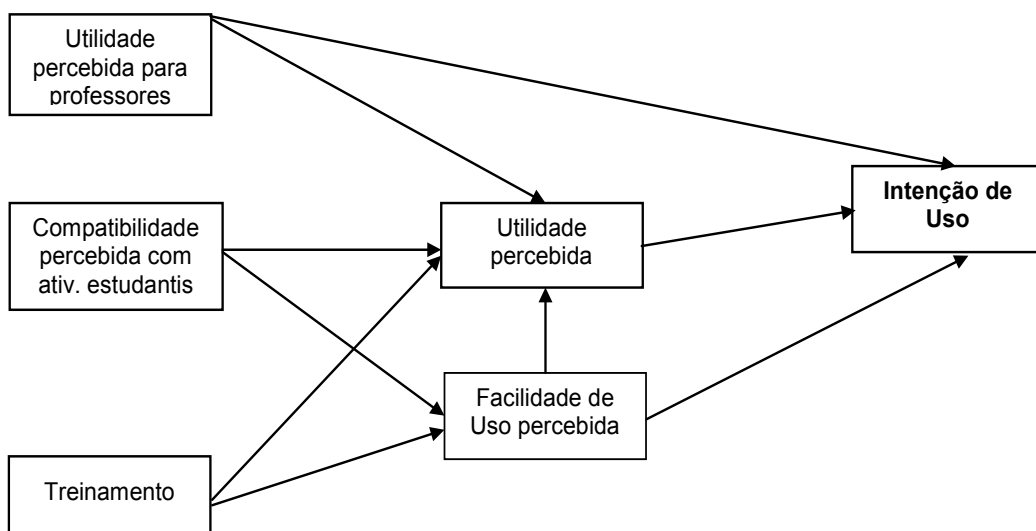 Utilidade
percebida para
professores
Intenção de
Uso
Compatibilidade
percebida com
ativ. estudantis
Utilidade
percebida
Facilidade de
Uso percebida
Treinamento